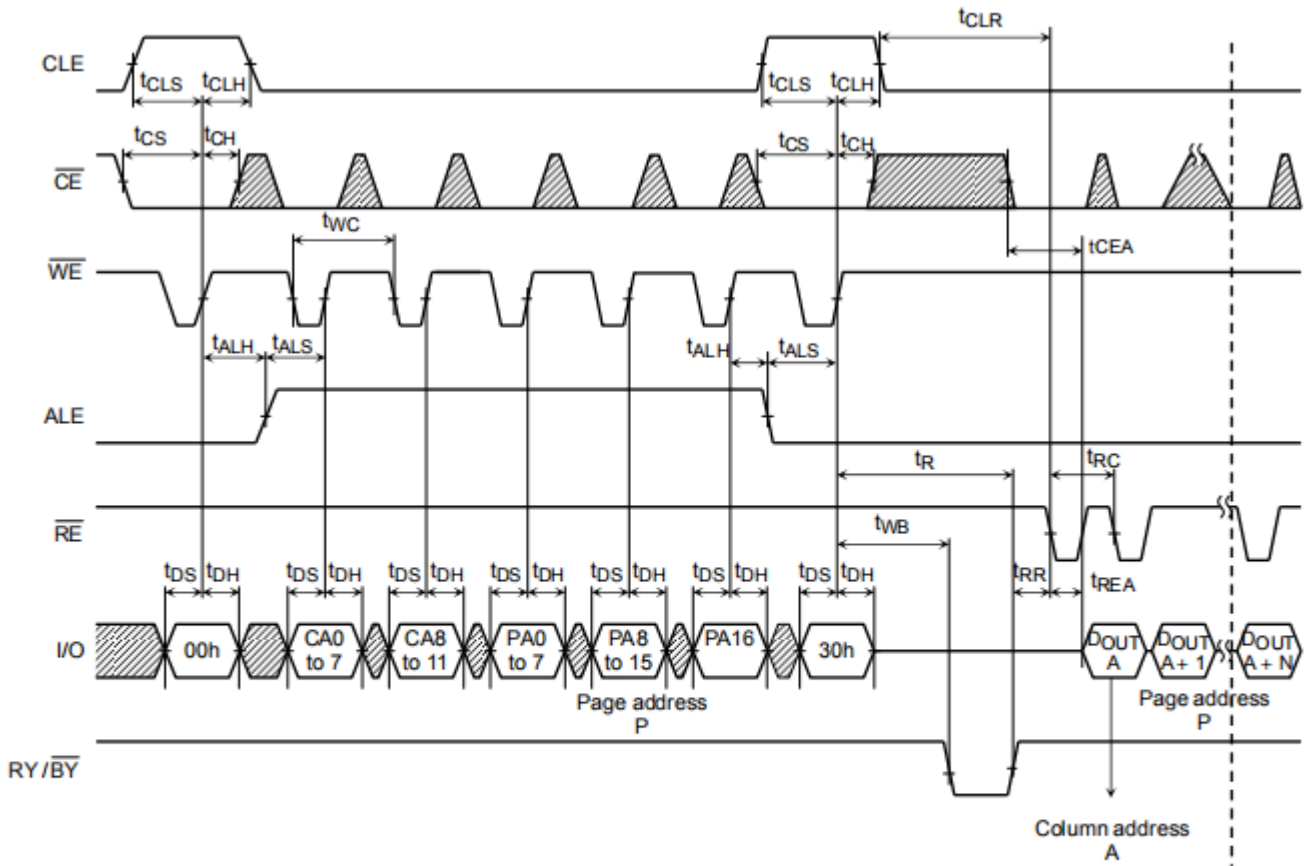 tCLR
CLE
tCLS tCLH tCLS tCLH
tCS tCH tCS tCH
CE
tWC tCEA
WE
tALH tALS tALH tALS
ALE
tR tRC
RE
tWB
tDS tDH tDS tDH tDS tDH tDS tDH tDS tDH tDS tDH tDS tDH tRR tREA
I/O 00h CA0 to 7 CA8 to 11 PA0 to 7 PA8 to 15 PA16 30h DOUT A DOUT A + 1 DOUT A + N
Page address P Page address P
RY / BY
Column address
A